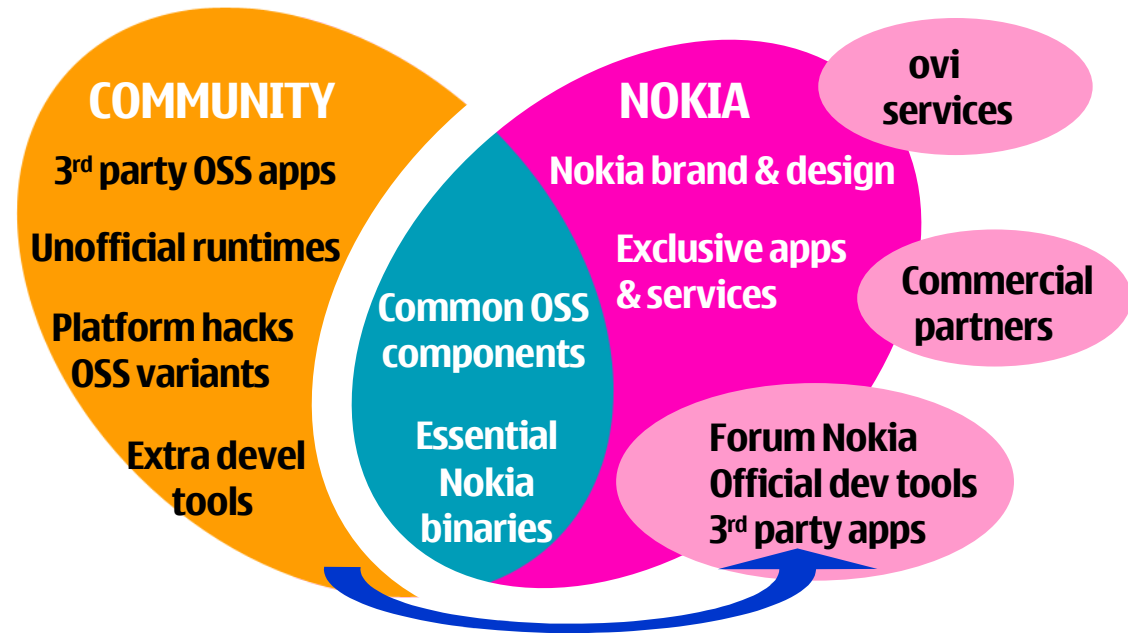 COMMUNITY
3rd party OSS apps
Unofficial runtimes
Platform hacks
OSS variants
Extra devel
tools
Common OSS
components
Essential
Nokia
binaries
NOKIA
Nokia brand & design
Exclusive apps
& services
ovi
services
Commercial
partners
Forum Nokia
Official dev tools
3rd party apps